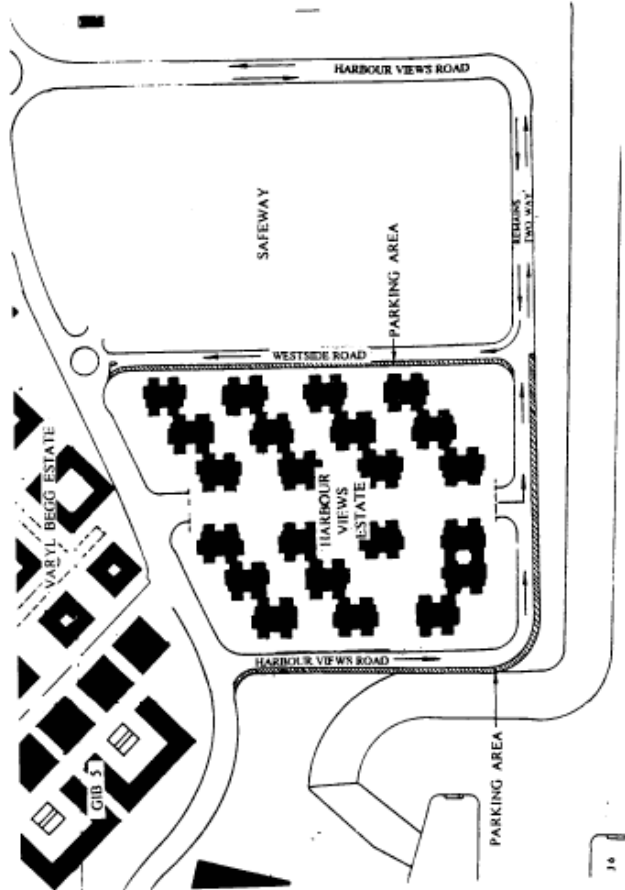 HARBOUR VIEWS ROAD
SAFEWAY
REMAINS
TWO WAY
PARKING AREA
WESTSIDE ROAD
VARYL BEGG ESTATE
HARBOUR
VIEWS
ESTATE
HARBOUR VIEWS ROAD
GIB 5
PARKING AREA